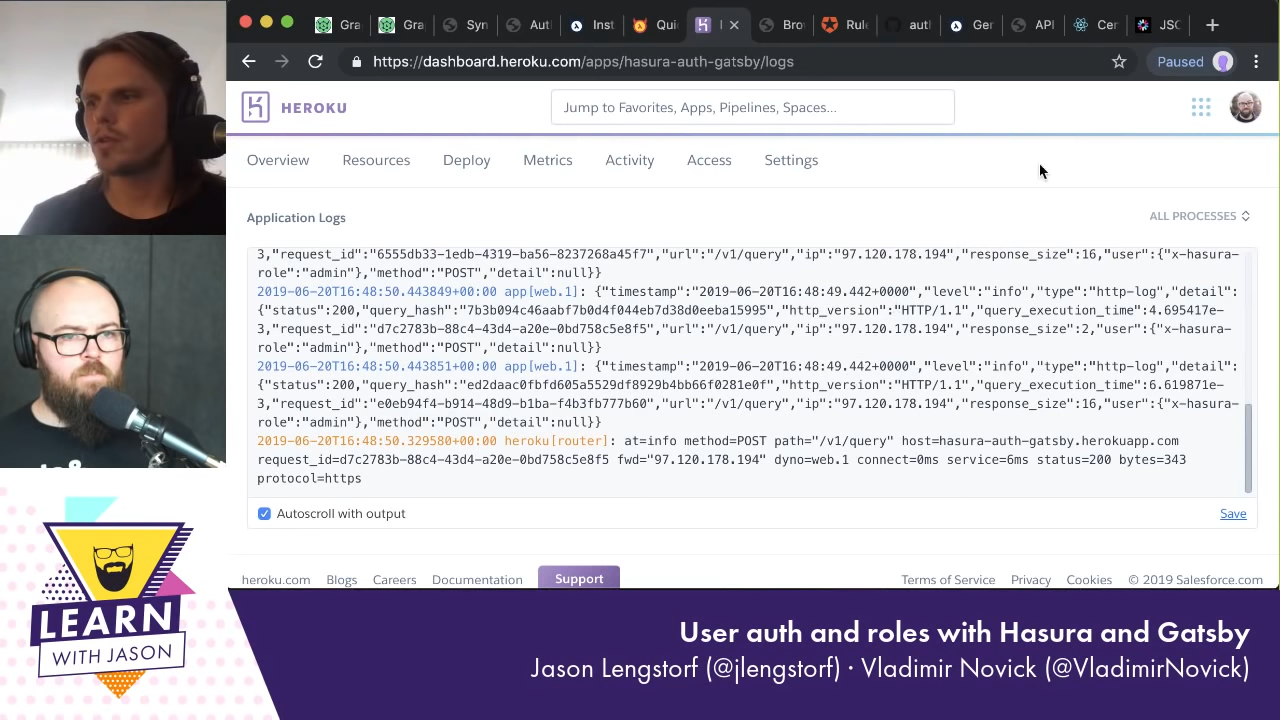 Gra
Gra
Syn
Aut
Inst
Qui
Bro
Rule
auth
Ger
API
Cer
JSC
https://dashboard.heroku.com/apps/hasura-auth-gatsby/logs
Paused
HEROKU
Jump to Favorites, Apps, Pipelines, Spaces...
Overview
Resources
Deploy
Metrics
Activity
Access
Settings
Application Logs
ALL PROCESSES
3,"request_id":"6555db33-1edb-4319-ba56-8237268a45f7","url":"/v1/query","ip":"97.120.178.194","response_size":16,"user":{"x-hasura-
role":"admin"},"method":"POST","detail":null}}
2019-06-20T16:48:50.443849+00:00 app[web.1]: {"timestamp":"2019-06-20T16:48:49.442+0000","level":"info","type":"http-log","detail":
{"status":200,"query_hash":"7b3b094c46aabf7b0d4f044eb7d38d0eeba15995","http_version":"HTTP/1.1","query_execution_time":4.695417e-
3,"request_id":"d7c2783b-88c4-43d4-a20e-0bd758c5e8f5","url":"/v1/query","ip":"97.120.178.194","response_size":2,"user":{"x-hasura-
role":"admin"},"method":"POST","detail":null}}
2019-06-20T16:48:50.443851+00:00 app[web.1]: {"timestamp":"2019-06-20T16:48:49.442+0000","level":"info","type":"http-log","detail":
{"status":200,"query_hash":"ed2daac0fbfd605a5529df8929b4bb66f0281e0f","http_version":"HTTP/1.1","query_execution_time":6.619871e-
3,"request_id":"e0eb94f4-b914-48d9-b1ba-f4b3fb777b60","url":"/v1/query","ip":"97.120.178.194","response_size":16,"user":{"x-hasura-
role":"admin"},"method":"POST","detail":null}}
2019-06-20T16:48:50.329580+00:00 heroku[router]: at=info method=POST path="/v1/query" host=hasura-auth-gatsby.herokuapp.com
request_id=d7c2783b-88c4-43d4-a20e-0bd758c5e8f5 fwd="97.120.178.194" dyno=web.1 connect=0ms service=6ms status=200 bytes=343
protocol=https
Autoscroll with output
Save
heroku.com
Blogs
Careers
Documentation
Support
Terms of Service
Privacy
Cookies
© 2019 Salesforce.com
LEARN
WITH JASON
User auth and roles with Hasura and Gatsby
Jason Lengstorf (@jlengstorf) · Vladimir Novick (@VladimirNovick)